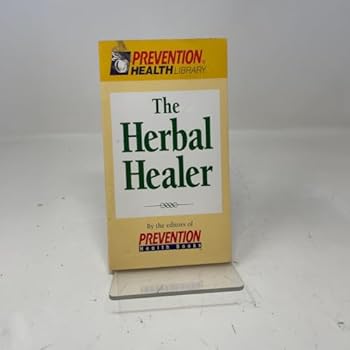 PREVENTION
HEALTH LIBRARY
The
Herbal
Healer
By the editors of
PREVENTION
Health Books